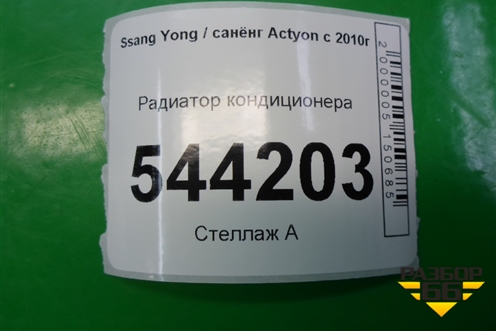 Ssang Yong / санёнг Actyon с 2010г
Радиатор кондиционера
544203
Стеллаж А
2000005150685
РАЗБОР
66